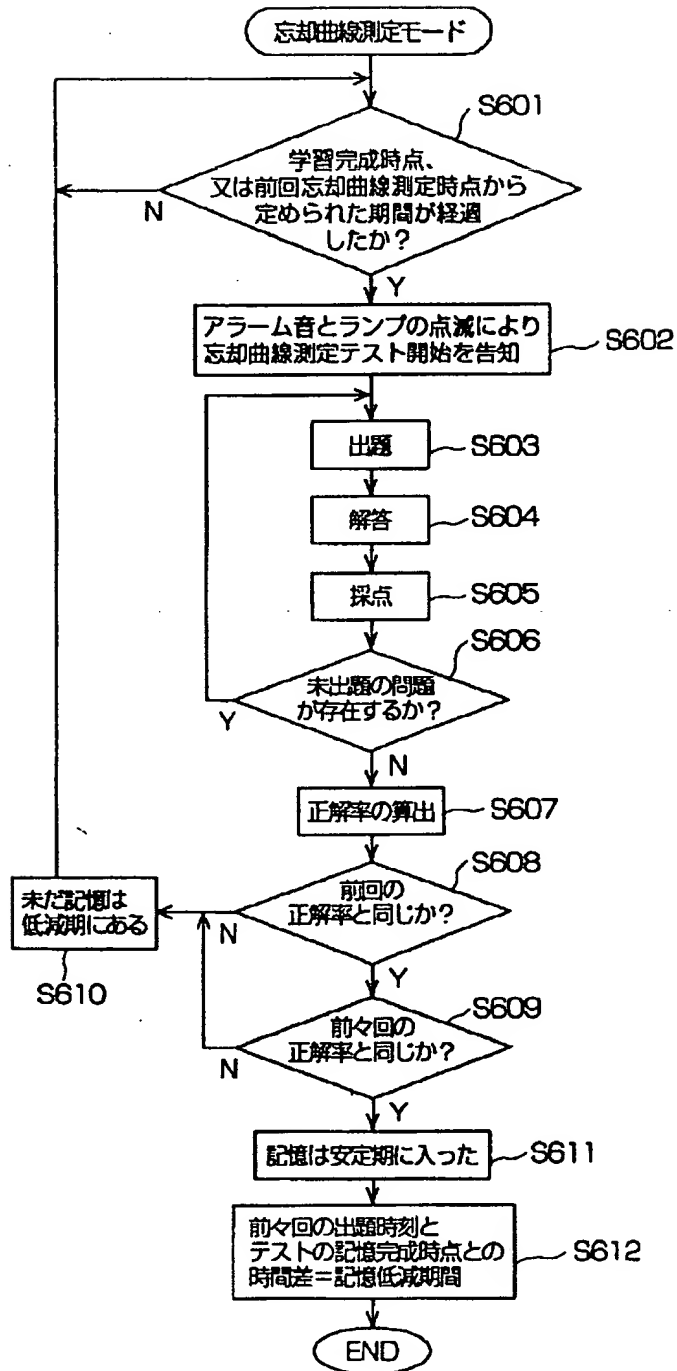 忘却曲線測定モード
S601
学習完成時点、
又は前回忘却曲線測定時点から
定められた期間が経過
したか?
N
Y
アラーム音とランプの点滅により
忘却曲線測定テスト開始を告知
S602
出題
S603
解答
S604
採点
S605
S606
未出題の問題
が存在するか?
Y
N
正解率の算出
S607
S608
前回の
正解率と同じか?
N
未だ記憶は
低減期にある
S610
Y
S609
前々回の
正解率と同じか?
N
Y
記憶は安定期に入った
S611
前々回の出題時刻と
テストの記憶完成時点との
時間差=記憶低減期間
S612
END